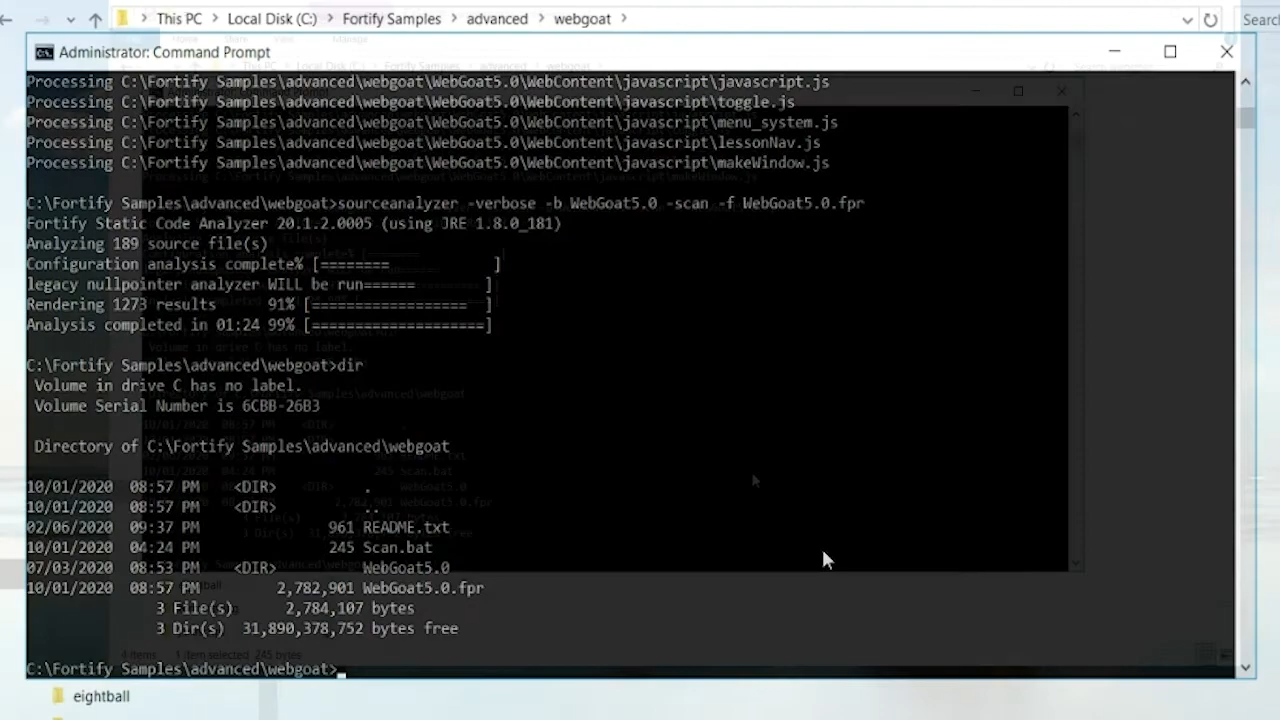 This PC > Local Disk (C:) > Fortify Samples > advanced > webgoat >
Search
Administrator: Command Prompt
Processing C:\Fortify Samples\advanced\webgoat\WebGoat5.0\WebContent\javascript\javascript.js
Processing C:\Fortify Samples\advanced\webgoat\WebGoat5.0\WebContent\javascript\toggle.js
Processing C:\Fortify Samples\advanced\webgoat\WebGoat5.0\WebContent\javascript\menu_system.js
Processing C:\Fortify Samples\advanced\webgoat\WebGoat5.0\WebContent\javascript\lessonNav.js
Processing C:\Fortify Samples\advanced\webgoat\WebGoat5.0\WebContent\javascript\makeWindow.js
C:\Fortify Samples\advanced\webgoat>sourceanalyzer -verbose -b WebGoat5.0 -scan -f WebGoat5.0.fpr
Fortify Static Code Analyzer 20.1.2.0005 (using JRE 1.8.0_181)
Analyzing 189 source file(s)
Configuration analysis complete% [======== ]
legacy nullpointer analyzer WILL be run====== ]
Rendering 1273 results 91% [================== ]
Analysis completed in 01:24 99% [====================]
C:\Fortify Samples\advanced\webgoat>dir
Volume in drive C has no label.
Volume Serial Number is 6CBB-26B3
Directory of C:\Fortify Samples\advanced\webgoat
10/01/2020 08:57 PM <DIR> .
10/01/2020 08:57 PM <DIR> ..
02/06/2020 09:37 PM 961 README.txt
10/01/2020 04:24 PM 245 Scan.bat
07/03/2020 08:53 PM <DIR> WebGoat5.0
10/01/2020 08:57 PM 2,782,901 WebGoat5.0.fpr
3 File(s) 2,784,107 bytes
3 Dir(s) 31,890,378,752 bytes free
4 items 1 item selected 245 bytes
C:\Fortify Samples\advanced\webgoat>
eightball